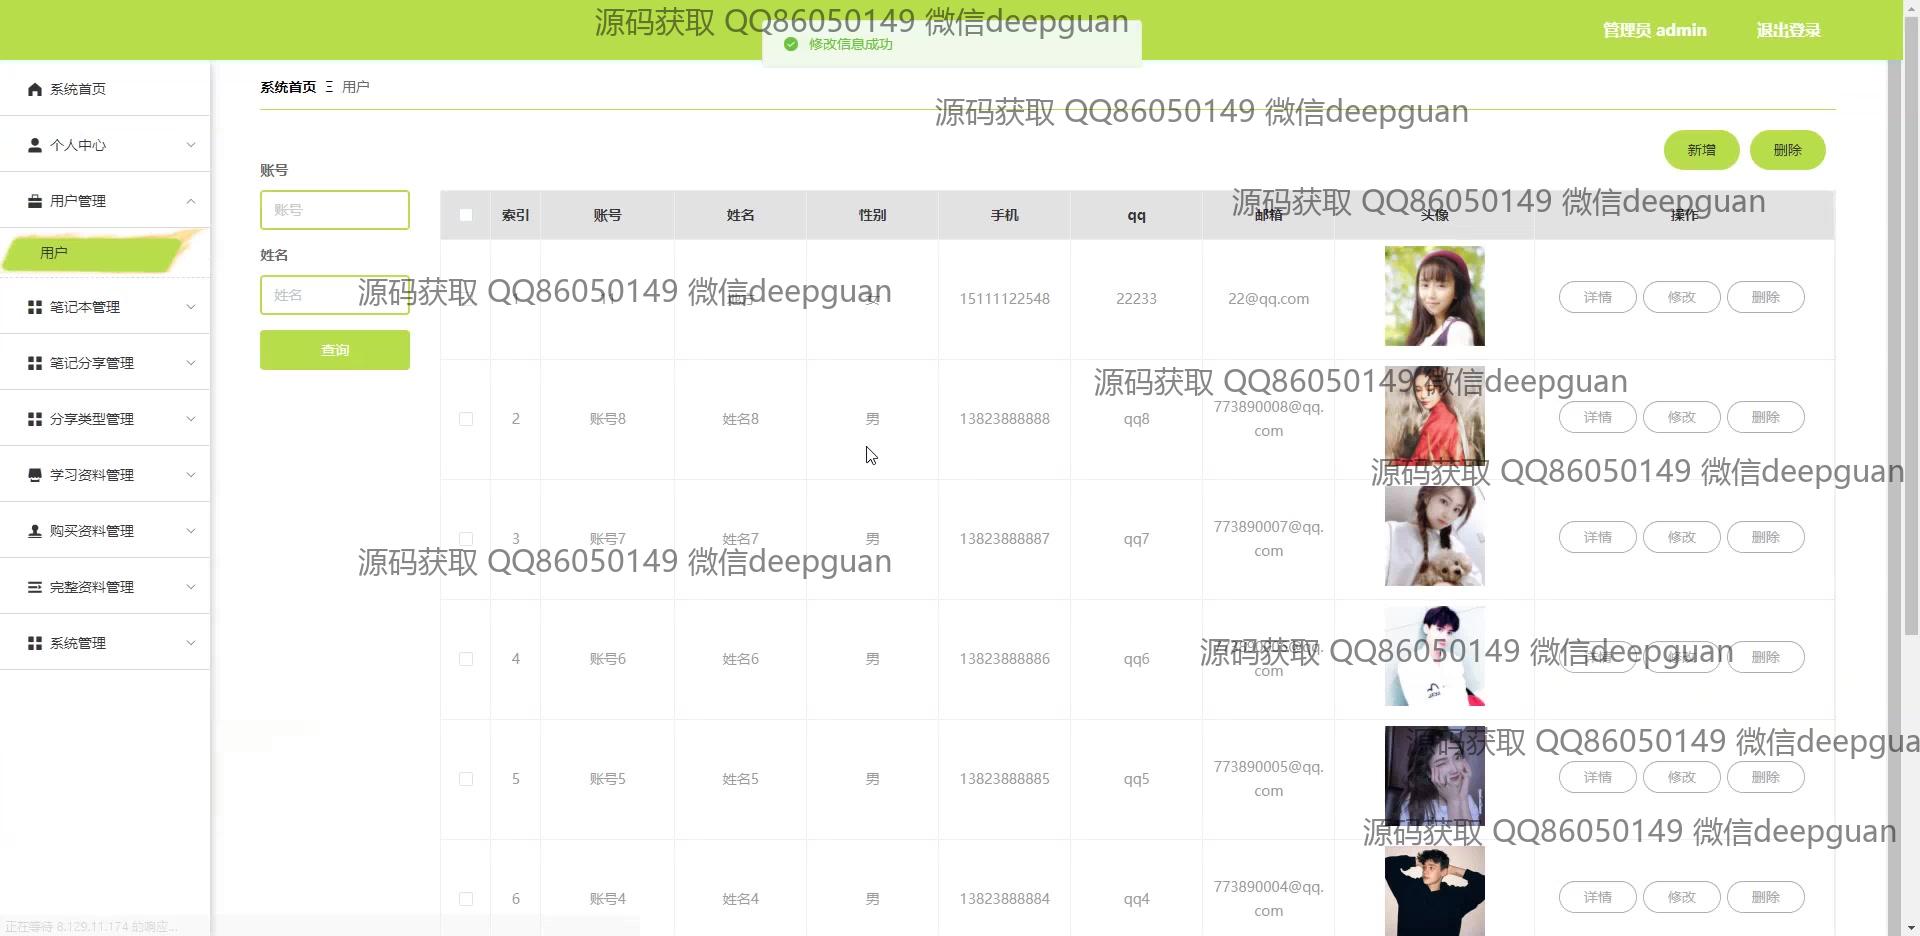 源码获取 QQ86050149 微信deepguan
修改信息成功
管理员 admin
退出登录
系统首页
个人中心
用户管理
用户
笔记本管理
笔记分享管理
分享类型管理
学习资料管理
购买资料管理
完整资料管理
系统管理
系统首页 Ξ 用户
源码获取 QQ86050149 微信deepguan
新增 删除
账号
账号
姓名
姓名
查询
索引 账号 姓名 性别 手机 qq 邮箱 头像 操作
源码获取 QQ86050149 微信deepguan
15111122548 22233 22@qq.com 详情 修改 删除
源码获取 QQ86050149 微信deepguan
源码获取 QQ86050149 微信deepguan
2 账号8 姓名8 男 13823888888 qq8 773890008@qq.com 详情 修改 删除
源码获取 QQ86050149 微信deepguan
3 账号7 姓名7 男 13823888887 qq7 773890007@qq.com 详情 修改 删除
源码获取 QQ86050149 微信deepguan
4 账号6 姓名6 男 13823888886 qq6 com 详情 修改 删除
源码获取 QQ86050149 微信deepguan
5 账号5 姓名5 男 13823888885 qq5 773890005@qq.com 详情 修改 删除
源码获取 QQ86050149 微信deepgua
源码获取 QQ86050149 微信deepguan
6 账号4 姓名4 男 13823888884 qq4 773890004@qq.com 详情 修改 删除
正在等待 8.129.11.174 的响应...